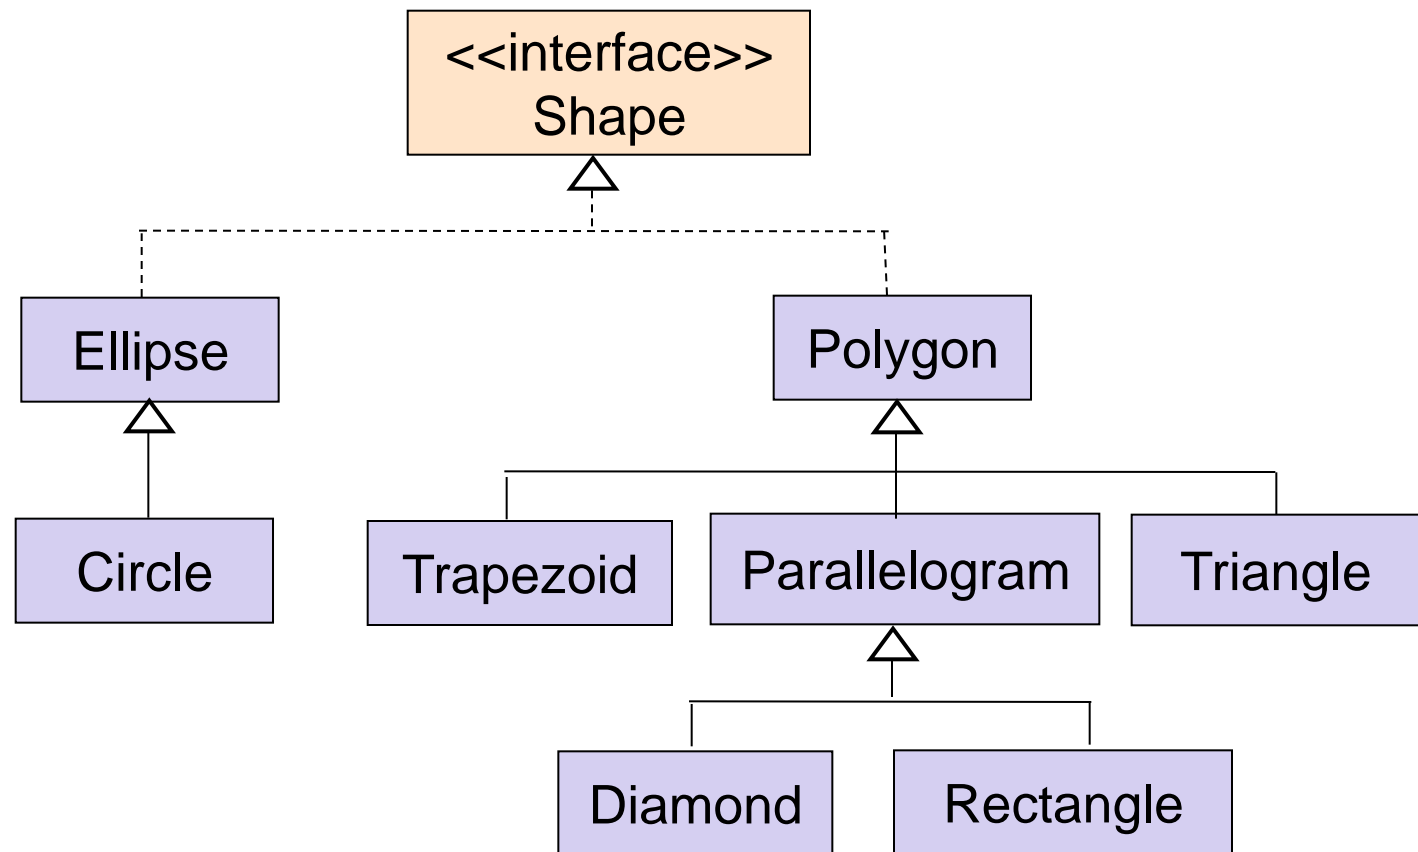 <<interface>>
Shape
Ellipse
Polygon
Circle
Trapezoid
Parallelogram
Triangle
Diamond
Rectangle